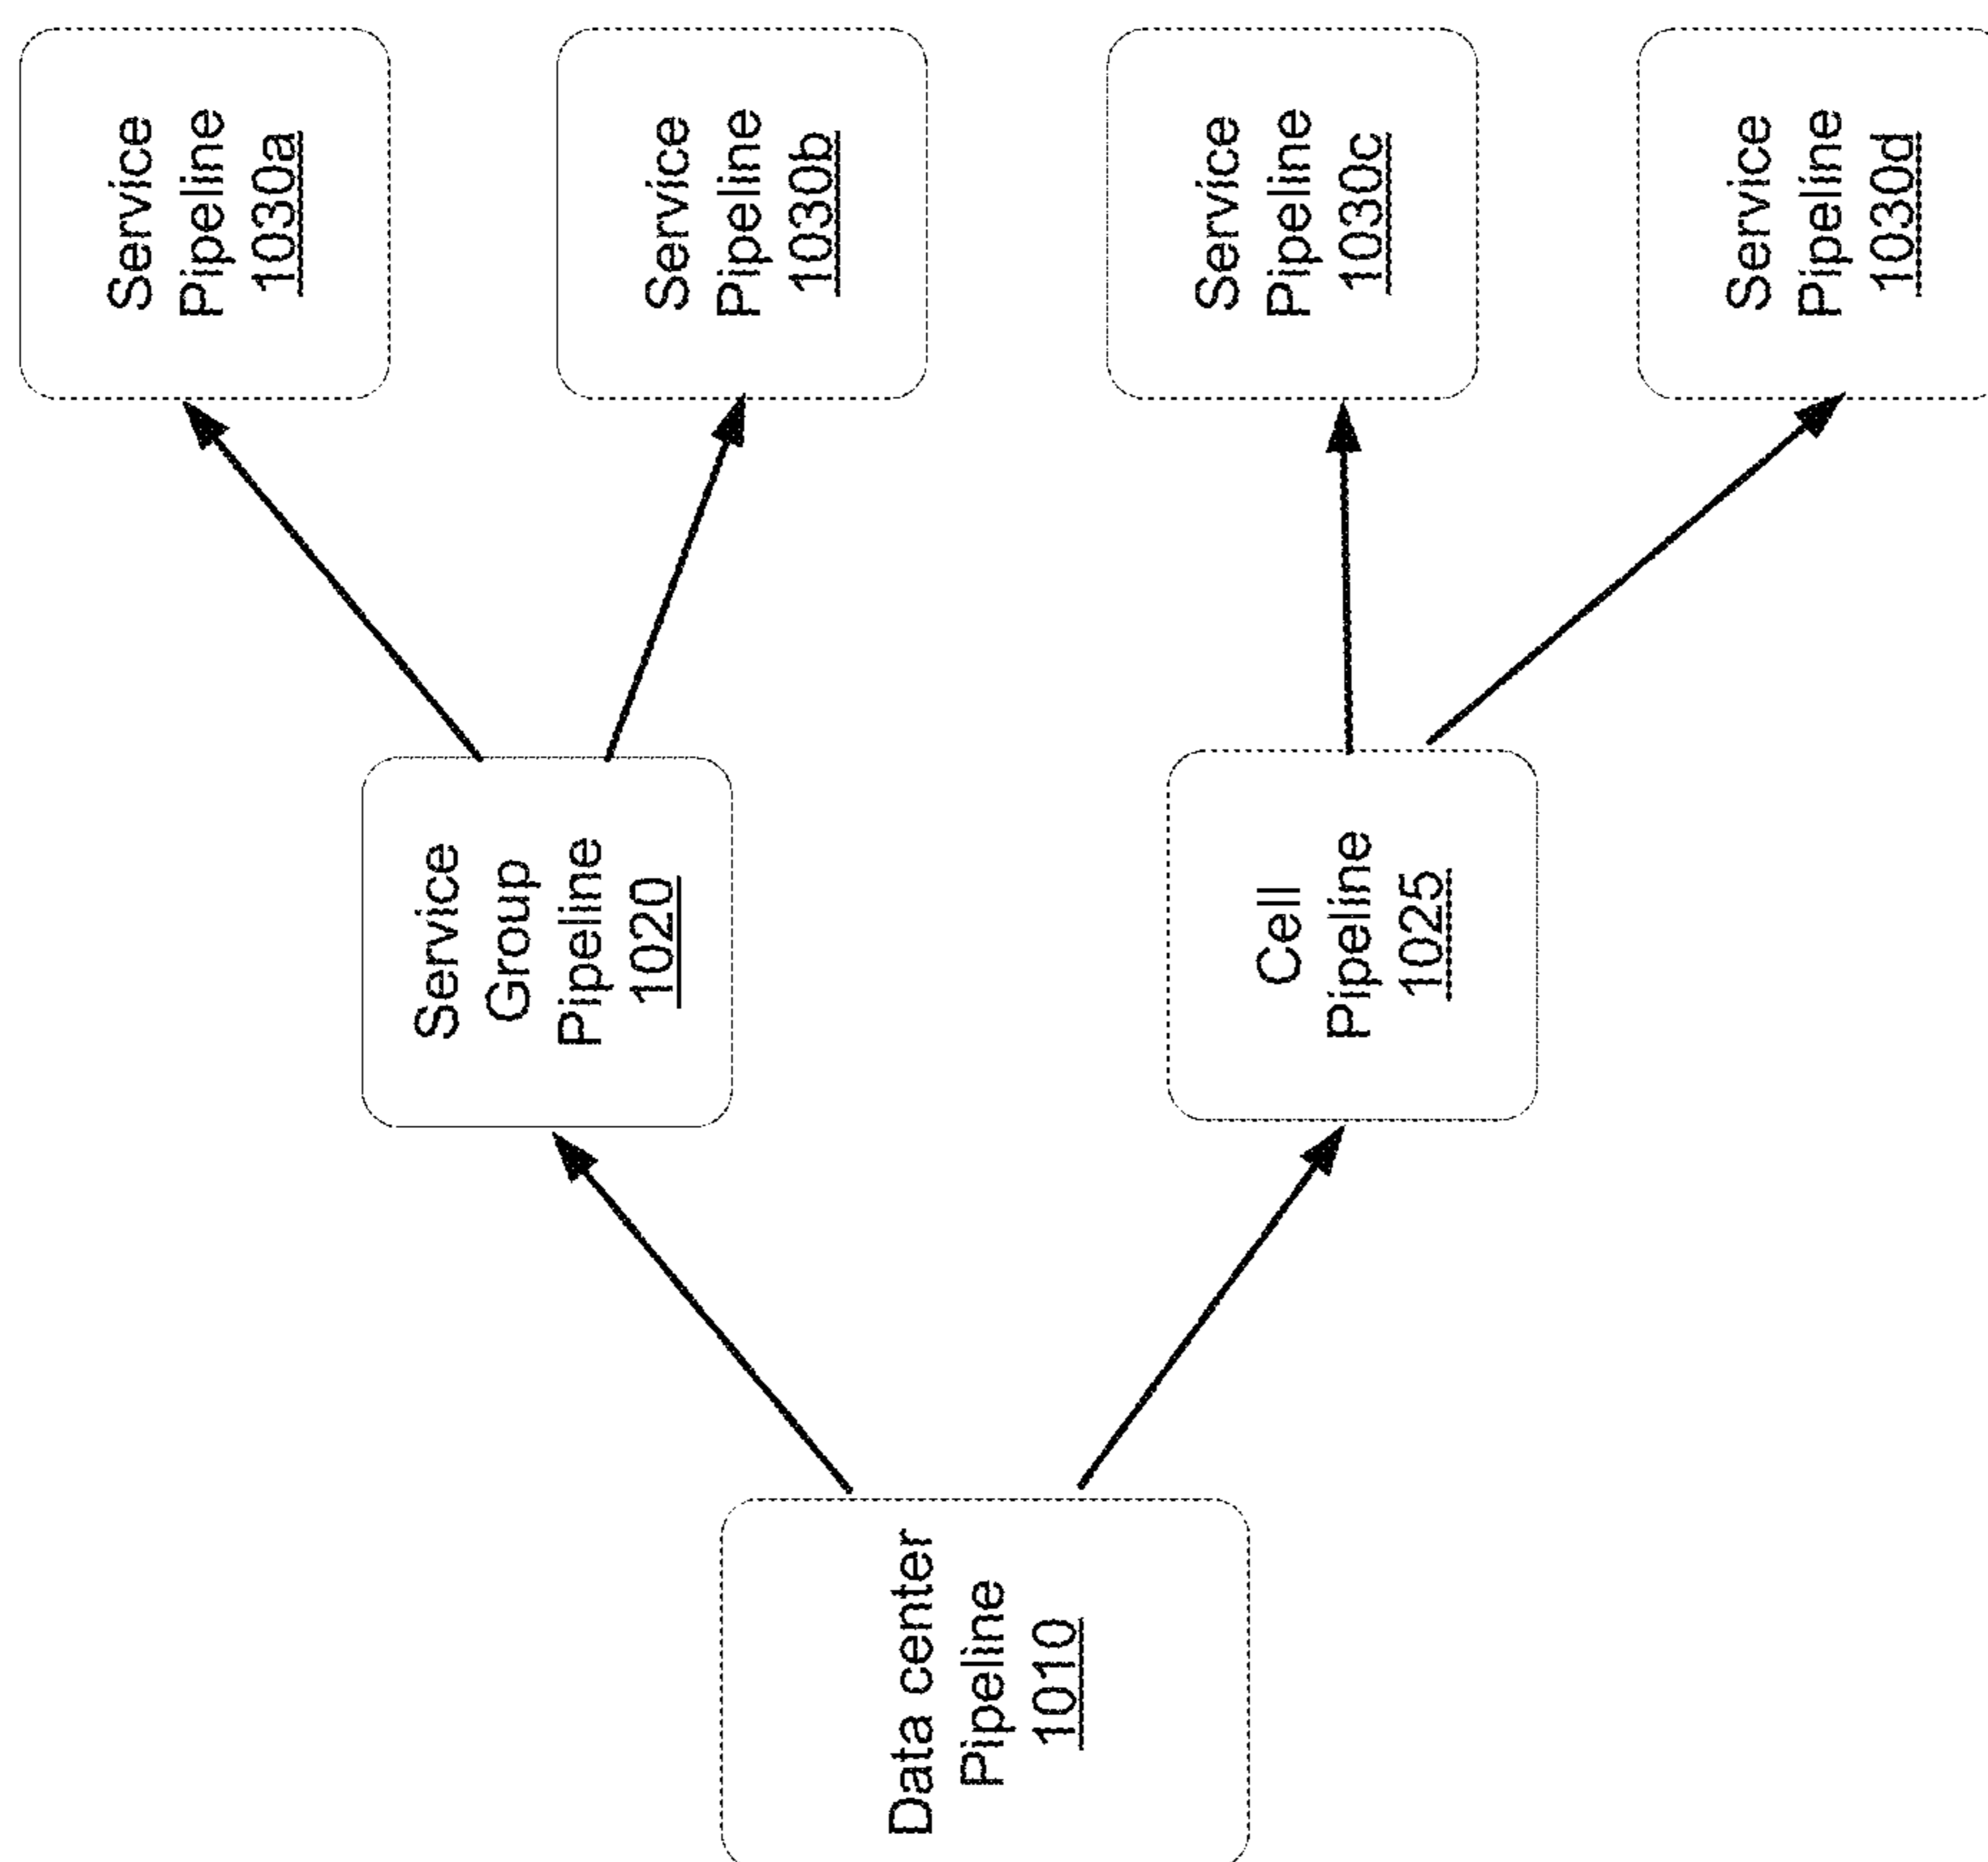 Data center
Pipeline
1010
Service
Group
Pipeline
1020
Cell
Pipeline
1025
Service
Pipeline
1030a
Service
Pipeline
1030b
Service
Pipeline
1030c
Service
Pipeline
1030d